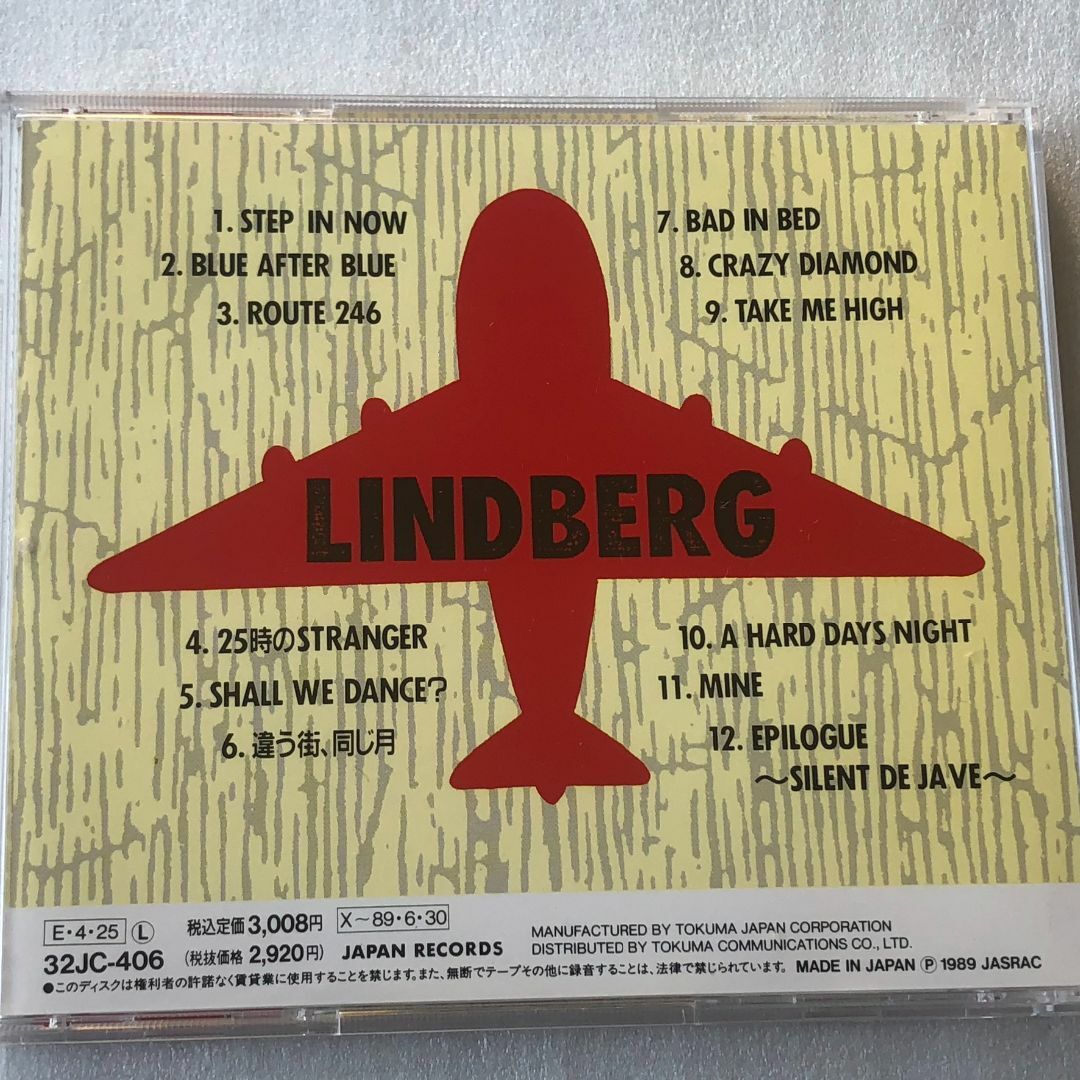 1. STEP IN NOW
2. BLUE AFTER BLUE
3. ROUTE 246
7. BAD IN BED
8. CRAZY DIAMOND
9. TAKE ME HIGH
LINDBERG
4. 25時のSTRANGER
5. SHALL WE DANCE?
6. 違う街、同じ月
10. A HARD DAYS NIGHT
11. MINE
12. EPILOGUE
〜SILENT DE JAVE〜
E・4・25 Ⓛ 税込定価3,008円 X〜89・6・30
32JC-406 (税抜価格 2,920円) JAPAN RECORDS
MANUFACTURED BY TOKUMA JAPAN CORPORATION
DISTRIBUTED BY TOKUMA COMMUNICATIONS CO., LTD.
●このディスクは権利者の許諾なく賃貸業に使用することを禁じます。また、無断でテープその他に録音することは、法律で禁じられています。 MADE IN JAPAN Ⓟ 1989 JASRAC